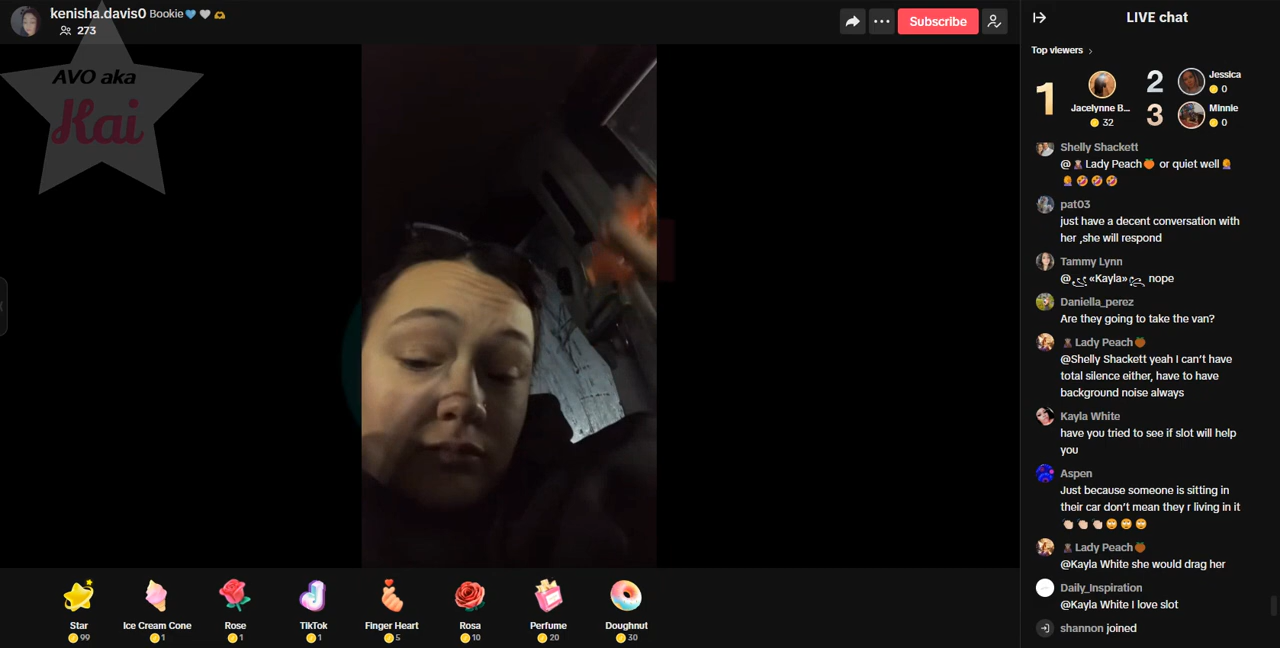 kenisha.davis0 Bookie💙🤍🫶
273
Subscribe
AVO aka
Kai
LIVE chat
Top viewers
1
Jacelynne B...
32
2
Jessica
0
3
Minnie
0
Shelly Shackett
@🧸Lady Peach🍑 or quiet well🤦
🤦🤣🤣🤣
pat03
just have a decent conversation with
her ,she will respond
Tammy Lynn
@ «Kayla» nope
Daniella_perez
Are they going to take the van?
🧸Lady Peach🍑
@Shelly Shackett yeah I can't have
total silence either, have to have
background noise always
Kayla White
have you tried to see if slot will help
you
Aspen
Just because someone is sitting in
their car don't mean they r living in it
👏🏻👏🏻👏🏻🙄🙄🙄
🧸Lady Peach🍑
@Kayla White she would drag her
Daily_Inspiration
@Kayla White I love slot
shannon joined
Star
99
Ice Cream Cone
1
Rose
1
TikTok
1
Finger Heart
5
Rosa
10
Perfume
20
Doughnut
30